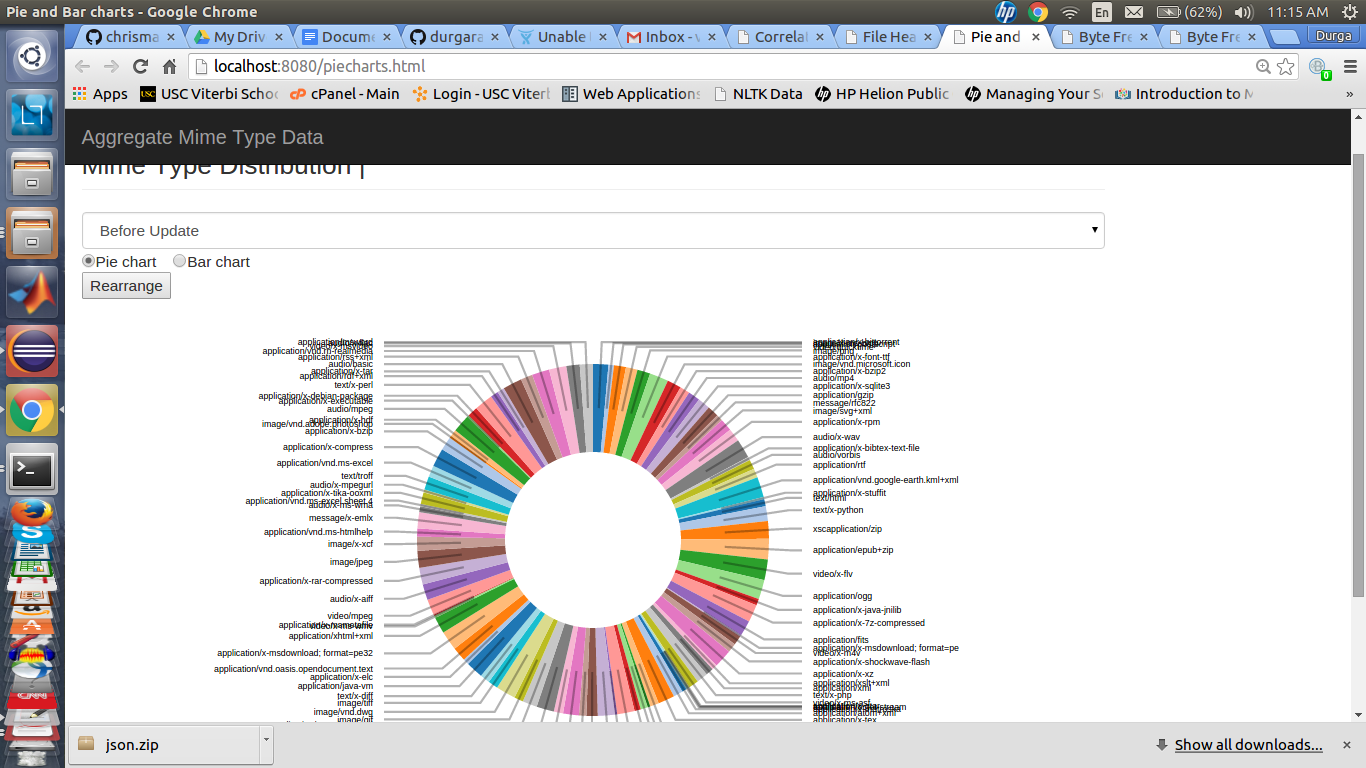 Pie and Bar charts - Google Chrome
En
(62%)
11:15 AM
chrisma
My Driv
Docume
durgara
Unable
Inbox - v
Correlat
File Hea
Pie and
Byte Fre
Byte Fre
Durga
localhost:8080/piecharts.html
0
Apps
USC Viterbi Scho
cPanel - Main
Login - USC Viterb
Web Applications
NLTK Data
HP Helion Public
Managing Your S
Introduction to M
»
Aggregate Mime Type Data
Mime Type Distribution |
Before Update
Pie chart
Bar chart
Rearrange
application/vnd.rn-realmedia
application/rss+xml
audio/basic
application/x-tar
application/rdf+xml
text/x-perl
application/x-debian-package
application/x-executable
audio/mpeg
application/x-hdf
image/vnd.adobe.photoshop
application/x-bzip
application/x-compress
application/vnd.ms-excel
text/troff
audio/x-mpegurl
application/x-tika-ooxml
application/vnd.ms-excel.sheet.4
audio/x-ms-wma
message/x-emlx
application/vnd.ms-htmlhelp
image/x-xcf
image/jpeg
application/x-rar-compressed
audio/x-aiff
video/mpeg
video/x-ms-wmv
application/xhtml+xml
application/x-msdownload; format=pe32
application/vnd.oasis.opendocument.text
application/x-elc
application/java-vm
text/x-diff
image/tiff
image/vnd.dwg
image/gif
image/png
application/x-font-ttf
image/vnd.microsoft.icon
application/x-bzip2
audio/mp4
application/x-sqlite3
application/gzip
message/rfc822
image/svg+xml
application/x-rpm
audio/x-wav
application/x-bibtex-text-file
audio/vorbis
application/rtf
application/vnd.google-earth.kml+xml
application/x-stuffit
text/html
text/x-python
xscapplication/zip
application/epub+zip
video/x-flv
application/ogg
application/x-java-jnilib
application/x-7z-compressed
application/fits
application/x-msdownload; format=pe
video/x-m4v
application/x-shockwave-flash
application/x-xz
application/xslt+xml
application/xml
text/x-php
video/x-ms-asf
application/atom+xml
application/x-tex
json.zip
Show all downloads...